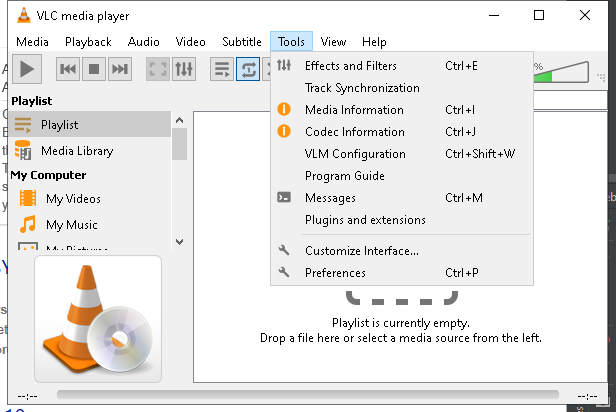 VLC media player
Media Playback Audio Video Subtitle Tools View Help
%
Playlist
Playlist
Media Library
My Computer
My Videos
My Music
Effects and Filters Ctrl+E
Track Synchronization
Media Information Ctrl+I
Codec Information Ctrl+J
VLM Configuration Ctrl+Shift+W
Program Guide
Messages Ctrl+M
Plugins and extensions
Customize Interface...
Preferences Ctrl+P
Playlist is currently empty.
Drop a file here or select a media source from the left.
--:-- --:--